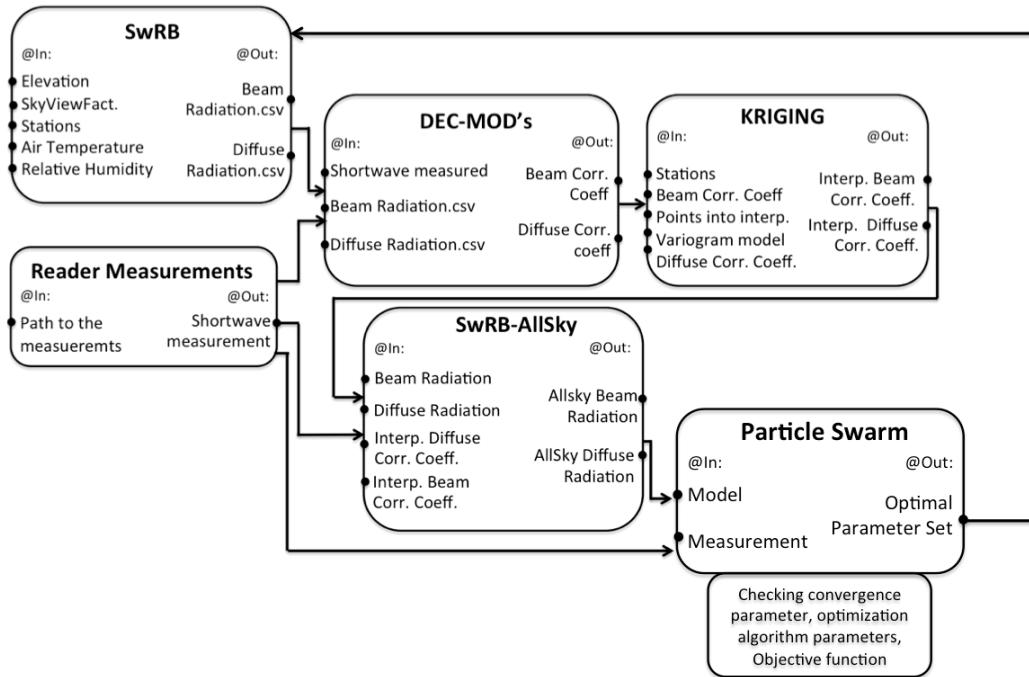 SwRB
@In:
@Out:
Elevation
SkyViewFact.
Stations
Air Temperature
Relative Humidity
Beam
Radiation.csv
Diffuse
Radiation.csv
DEC-MOD's
@In:
@Out:
Shortwave measured
Beam Radiation.csv
Diffuse Radiation.csv
Beam Corr.
Coeff
Diffuse Corr.
coeff
KRIGING
@In:
@Out:
Stations
Beam Corr. Coeff
Points into interp.
Variogram model
Diffuse Corr. Coeff.
Interp. Beam
Corr. Coeff.
Interp. Diffuse
Corr. Coeff.
Reader Measurements
@In:
@Out:
Path to the
measueremts
Shortwave
measurement
SwRB-AllSky
@In:
@Out:
Beam Radiation
Diffuse Radiation
Interp. Diffuse
Corr. Coeff.
Interp. Beam
Corr. Coeff.
Allsky Beam
Radiation
AllSky Diffuse
Radiation
Particle Swarm
@In:
@Out:
Model
Measurement
Optimal
Parameter Set
Checking convergence
parameter, optimization
algorithm parameters,
Objective function